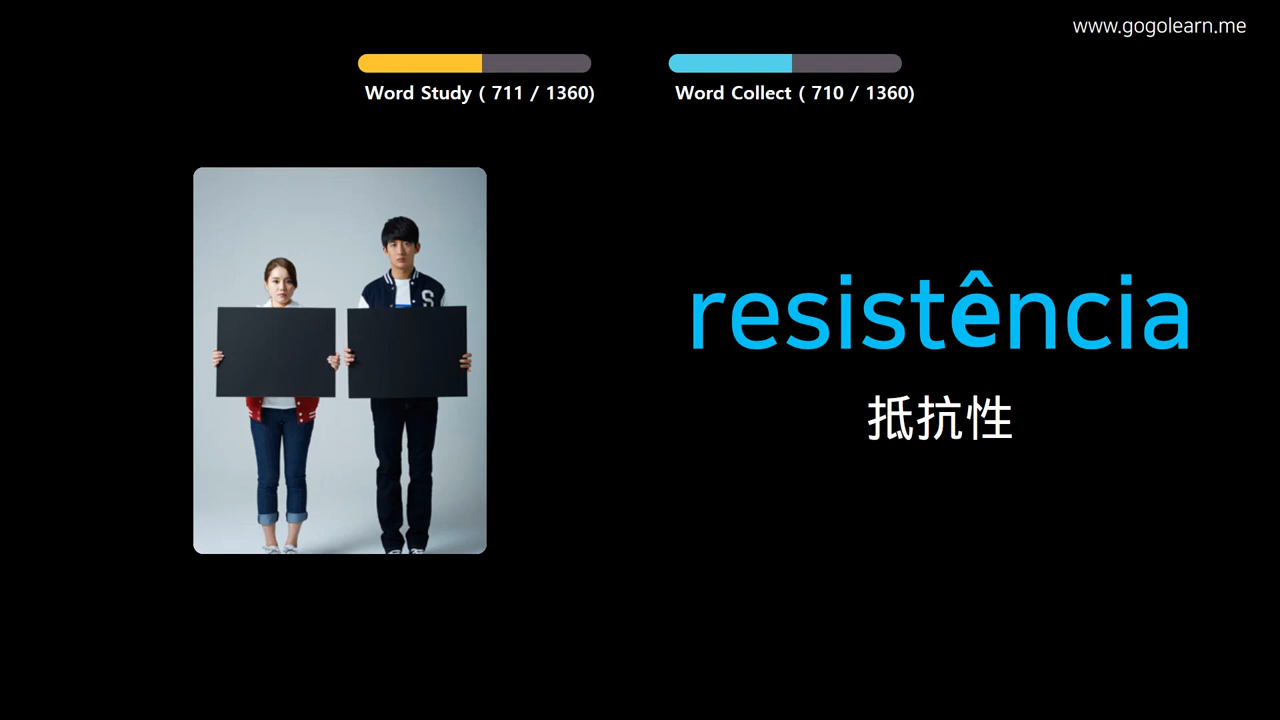 www.gogolearn.me
Word Study ( 711 / 1360)
Word Collect ( 710 / 1360)
S
resistência
抵抗性